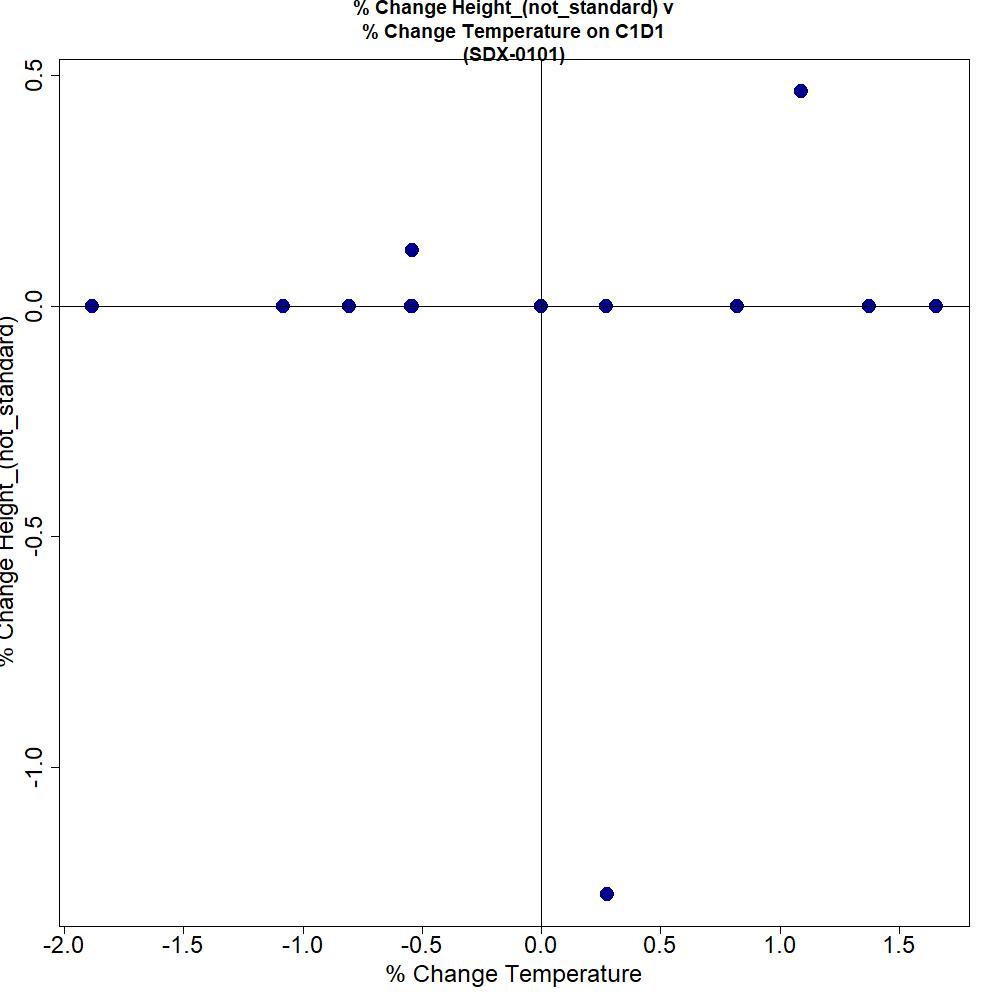 % Change Height_(not_standard) v
% Change Temperature on C1D1
(SDX-0101)
% Change Height_(not_standard)
0.5
0.0
-0.5
-1.0
-2.0 -1.5 -1.0 -0.5 0.0 0.5 1.0 1.5
% Change Temperature